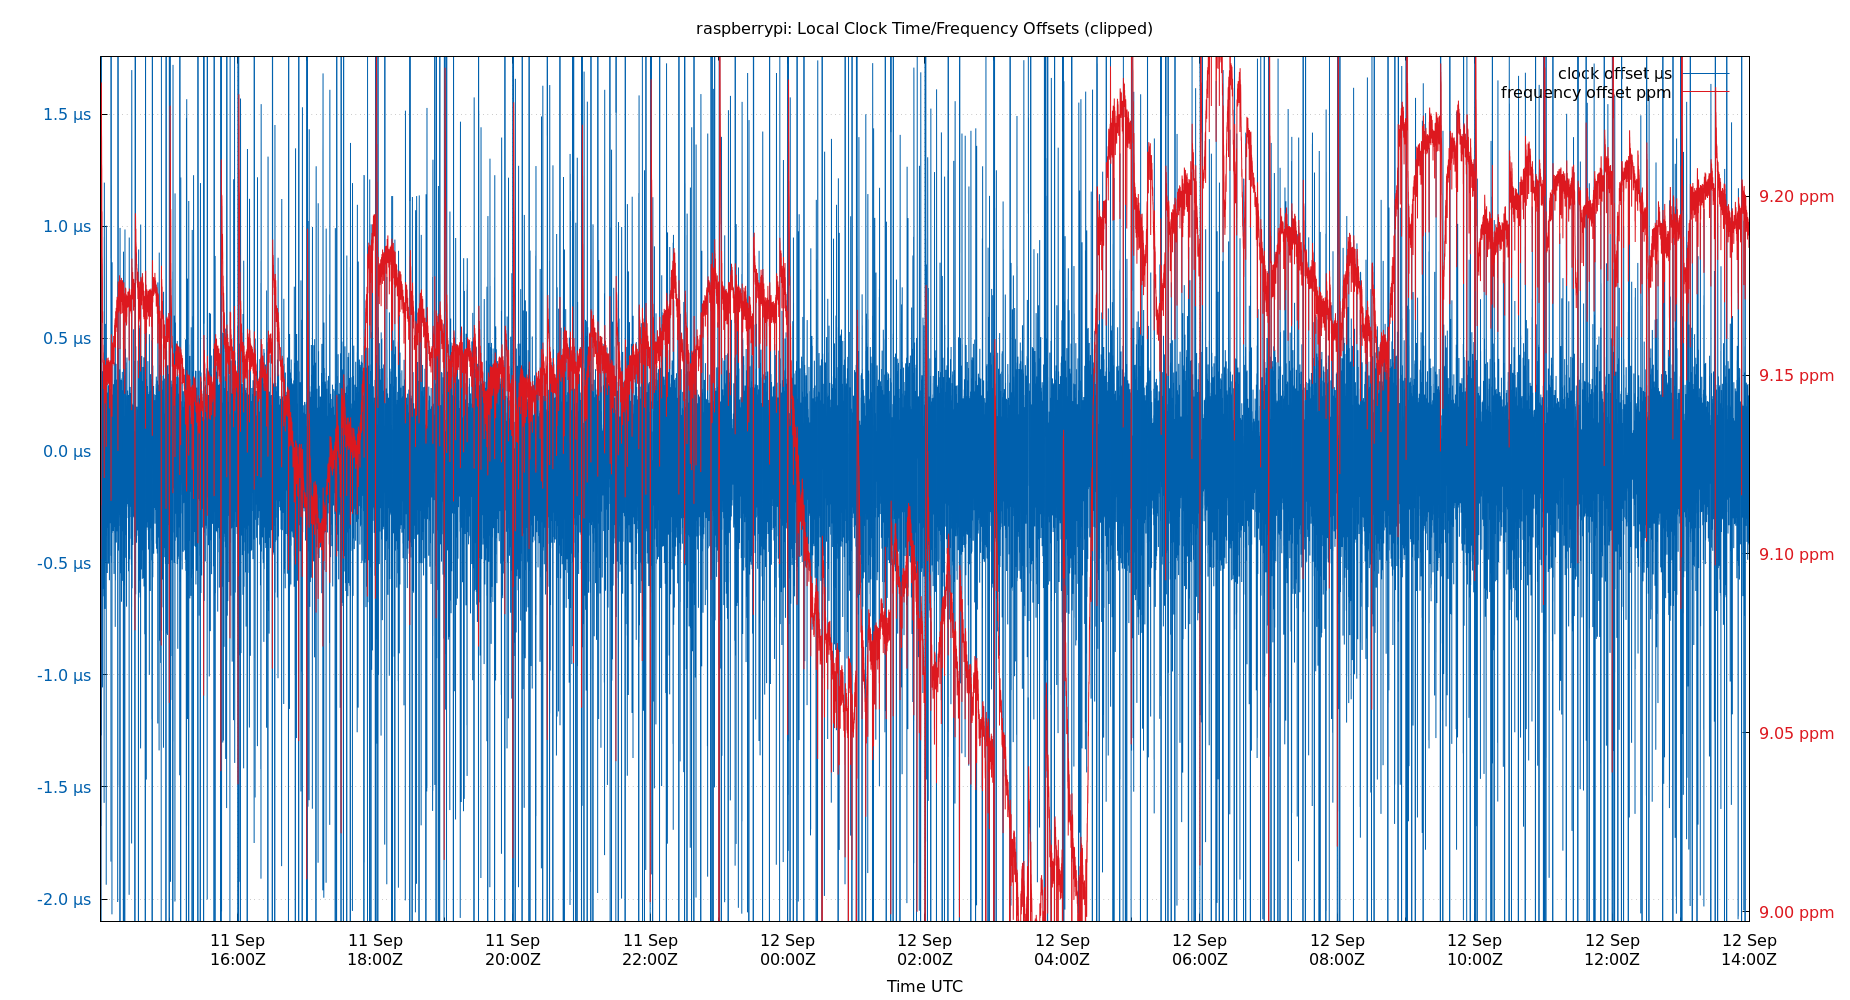 raspberrypi: Local Clock Time/Frequency Offsets (clipped)
clock offset µs
frequency offset ppm
1.5 µs
1.0 µs
0.5 µs
0.0 µs
-0.5 µs
-1.0 µs
-1.5 µs
-2.0 µs
9.20 ppm
9.15 ppm
9.10 ppm
9.05 ppm
9.00 ppm
11 Sep 11 Sep 11 Sep 11 Sep 12 Sep 12 Sep 12 Sep 12 Sep 12 Sep 12 Sep 12 Sep 12 Sep
16:00Z 18:00Z 20:00Z 22:00Z 00:00Z 02:00Z 04:00Z 06:00Z 08:00Z 10:00Z 12:00Z 14:00Z
Time UTC